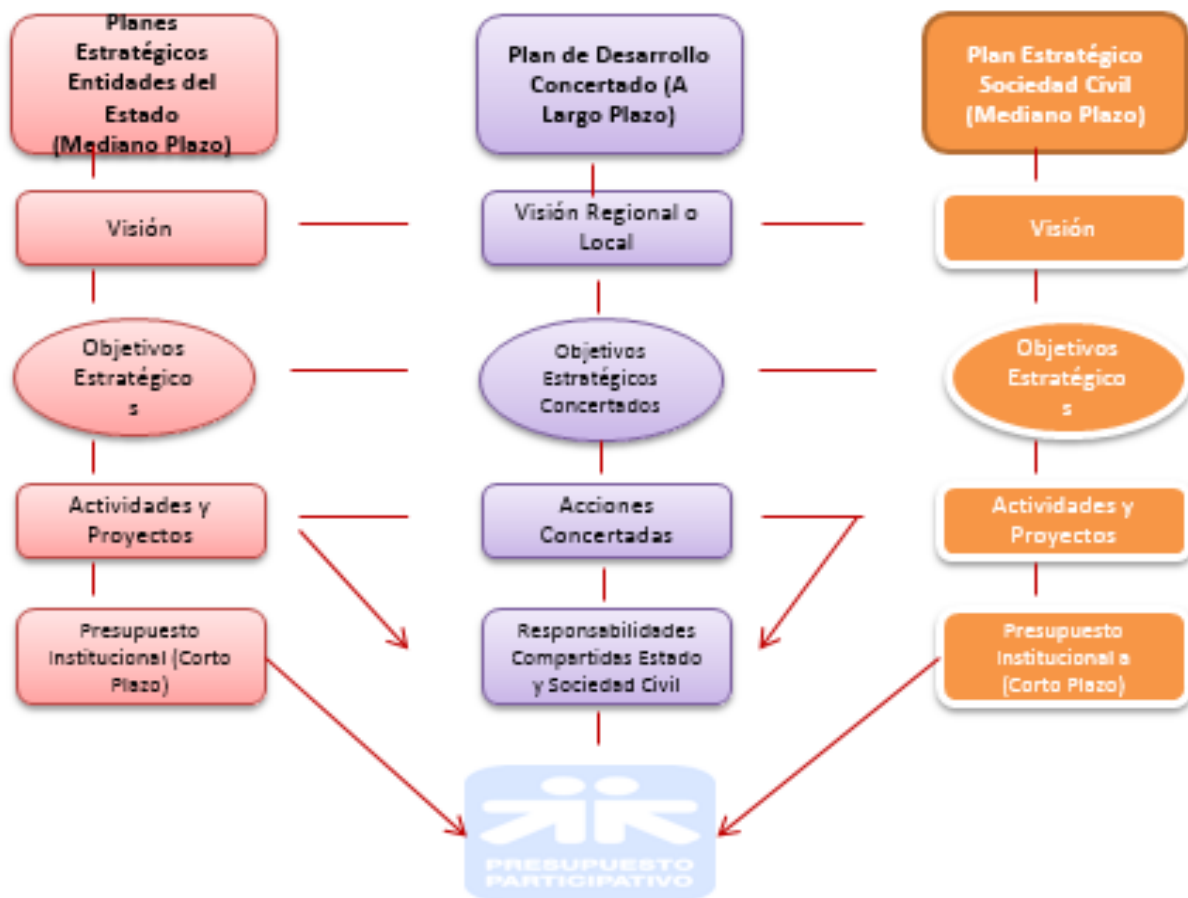 Planes
Estratégicos
Entidades del
Estado
(Mediano Plazo)
Plan de Desarrollo
Concertado (A
Largo Plazo)
Plan Estratégico
Sociedad Civil
(Mediano Plazo)
Visión
Visión Regional o
Local
Visión
Objetivos
Estratégico
s
Objetivos
Estratégicos
Concertados
Objetivos
Estratégico
s
Actividades y
Proyectos
Acciones
Concertadas
Actividades y
Proyectos
Presupuesto
Institucional (Corto
Plazo)
Responsabilidades
Compartidas Estado
y Sociedad Civil
Presupuesto
Institucional a
(Corto Plazo)
PRESUPUESTO
PARTICIPATIVO